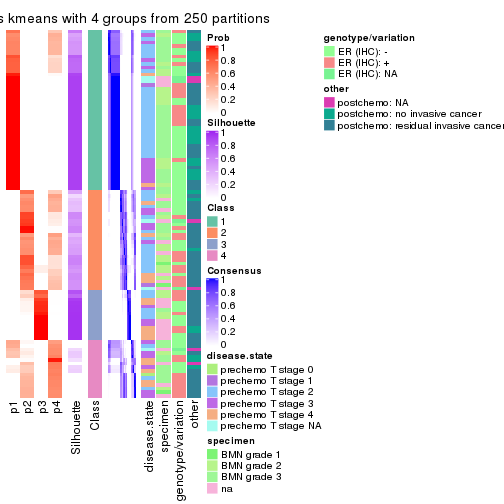 s kmeans with 4 groups from 250 partitions
Prob
1
0.8
0.6
0.4
0.2
0
Silhouette
1
0.8
0.6
0.4
0.2
0
Class
1
2
3
4
Consensus
1
0.8
0.6
0.4
0.2
0
disease.state
prechemo T stage 0
prechemo T stage 1
prechemo T stage 2
prechemo T stage 3
prechemo T stage 4
prechemo T stage NA
specimen
BMN grade 1
BMN grade 2
BMN grade 3
na
genotype/variation
ER (IHC): -
ER (IHC): +
ER (IHC): NA
other
postchemo: NA
postchemo: no invasive cancer
postchemo: residual invasive cancer
p1
p2
p3
p4
Silhouette
Class
disease.state
specimen
genotype/variation
other